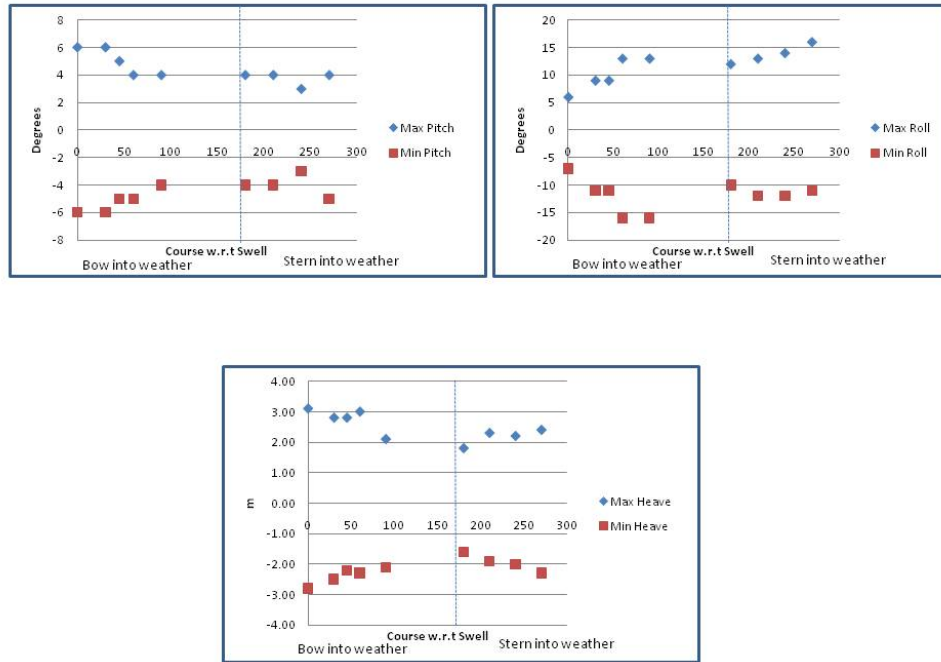 8
6
4
2
0
-2
-4
-6
-8
Degrees
0 50 100 150 200 250 300
Max Pitch
Min Pitch
Course w.r.t Swell
Bow into weather
Stern into weather
20
15
10
5
0
-5
-10
-15
-20
Degrees
0 50 100 150 200 250 300
Max Roll
Min Roll
Course w.r.t Swell
Bow into weather
Stern into weather
4.00
3.00
2.00
1.00
0.00
-1.00
-2.00
-3.00
-4.00
m
0 50 100 150 200 250 300
Max Heave
Min Heave
Course w.r.t Swell
Bow into weather
Stern into weather